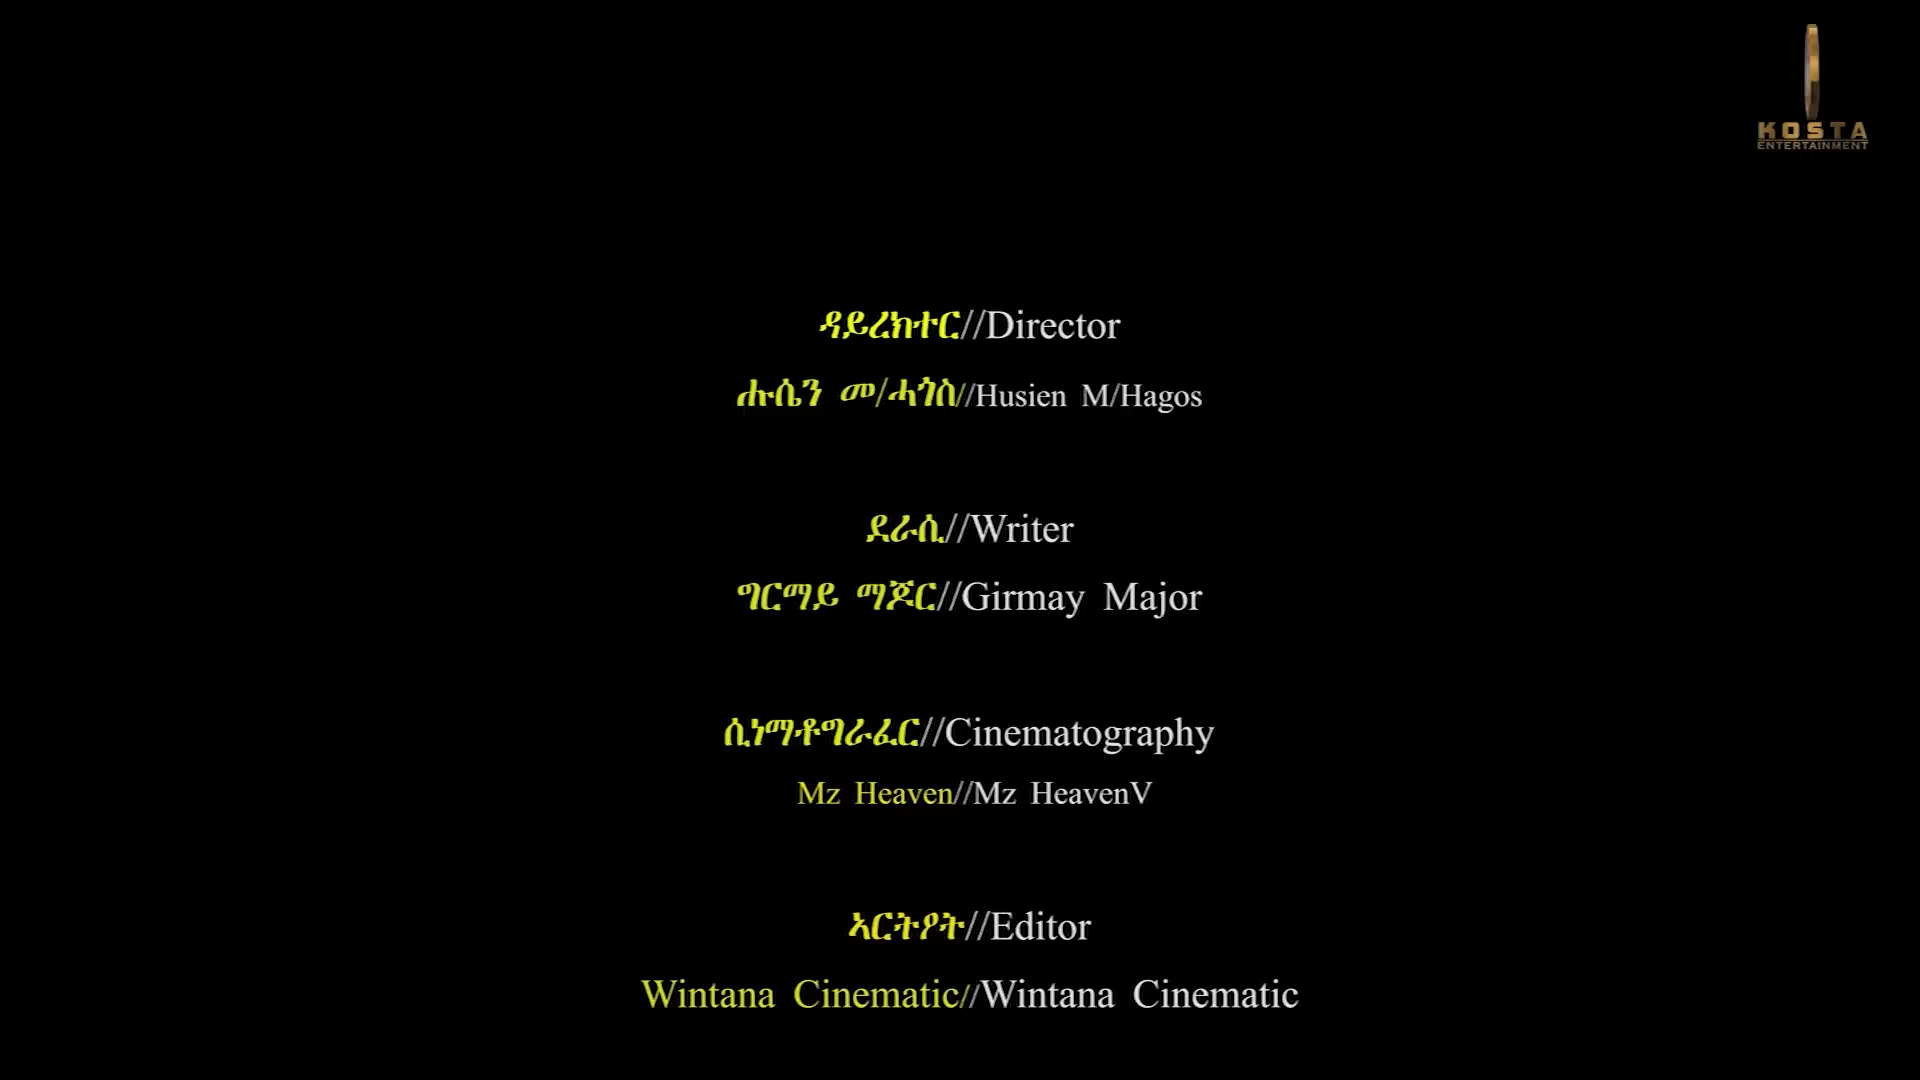 KOSTA
ENTERTAINMENT
ዳይረክተር//Director
ሑሴን መ/ሓጎስ//Husien M/Hagos
ደራሲ//Writer
ግርማይ ማጆር//Girmay Major
ሲነማቶግራፈር//Cinematography
Mz Heaven//Mz HeavenV
ኣርትዖት//Editor
Wintana Cinematic//Wintana Cinematic